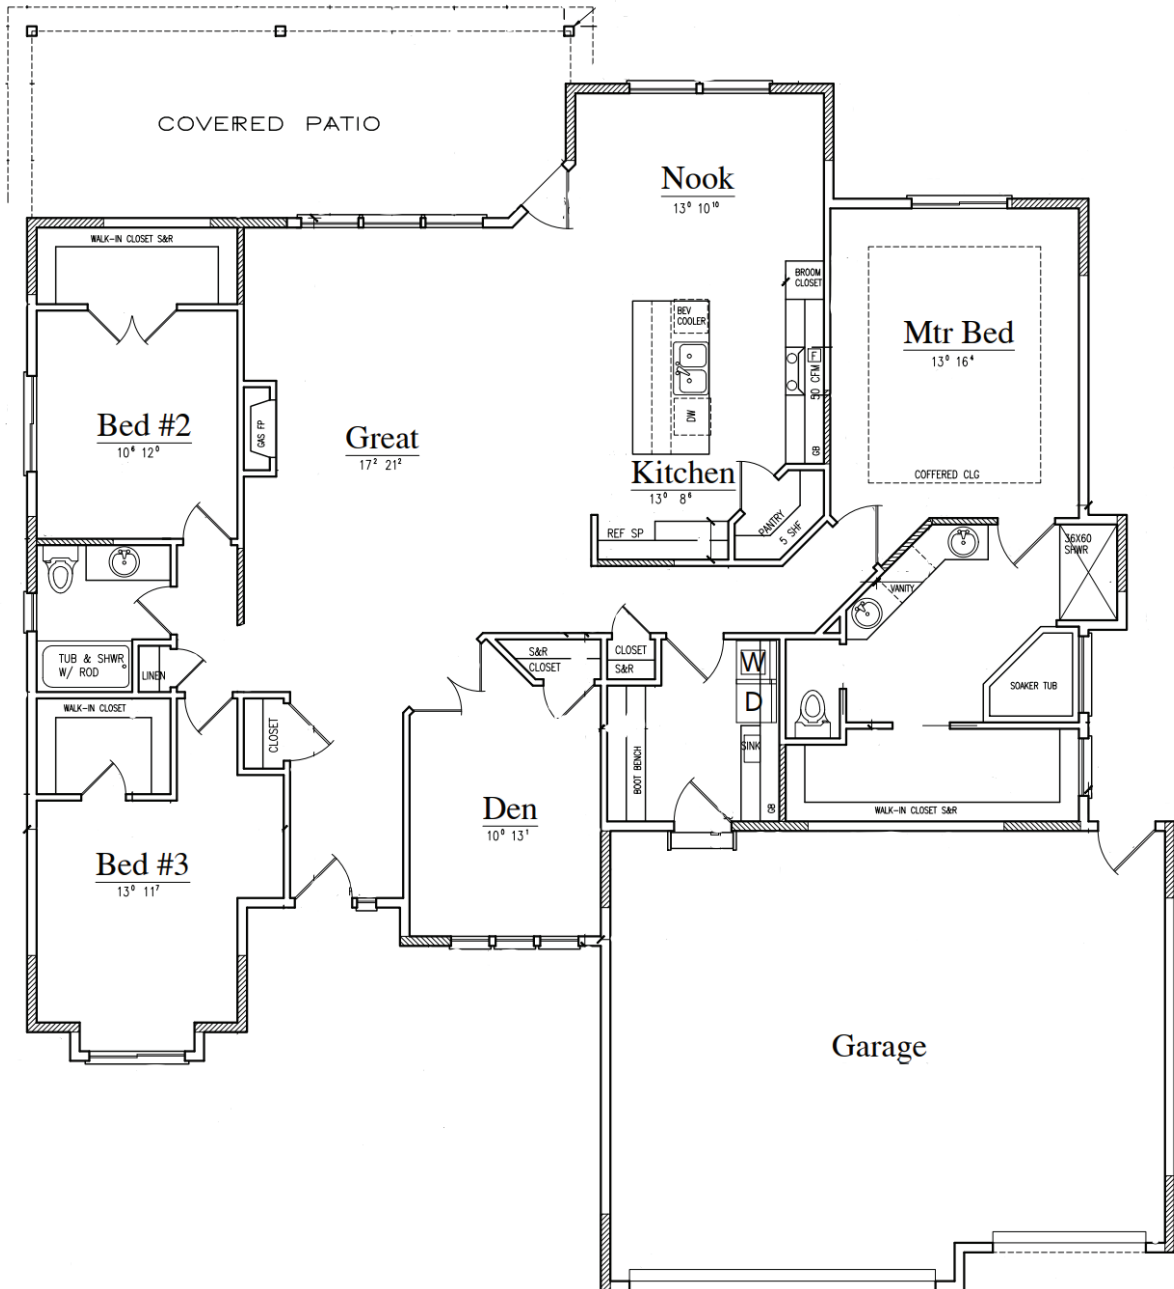 COVERED PATIO
Nook
13⁰ 10¹⁰
WALK-IN CLOSET S&R
BROOM
CLOSET
BEV
COOLER
Mtr Bed
13⁰ 16⁴
F
50 CFM
Bed #2
10⁶ 12⁰
GAS FP
Great
17² 21²
DW
GB
Kitchen
13⁰ 8⁶
COFFERED CLG
REF SP
PANTRY
5 SHF
36X60
SHWR
VANITY
TUB & SHWR
W/ ROD
LINEN
S&R
CLOSET
CLOSET
S&R
W
D
SOAKER TUB
WALK-IN CLOSET
CLOSET
SINK
BOOT BENCH
Den
10⁰ 13¹
GB
WALK-IN CLOSET S&R
Bed #3
13⁰ 11⁷
Garage